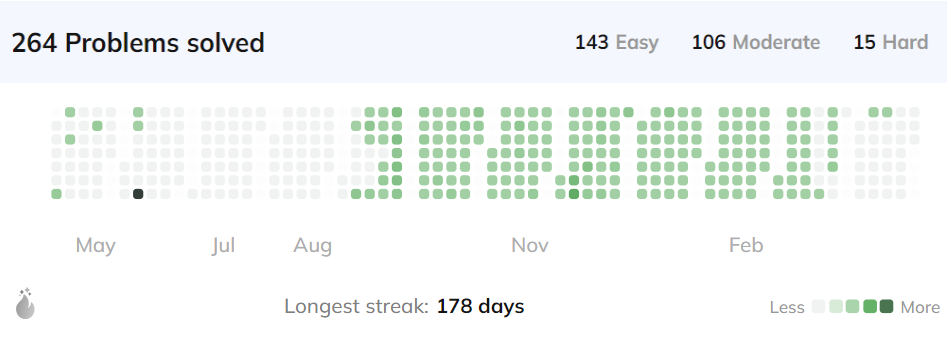 264 Problems solved 143 Easy 106 Moderate 15 Hard
May Jul Aug Nov Feb
Longest streak: 178 days Less More